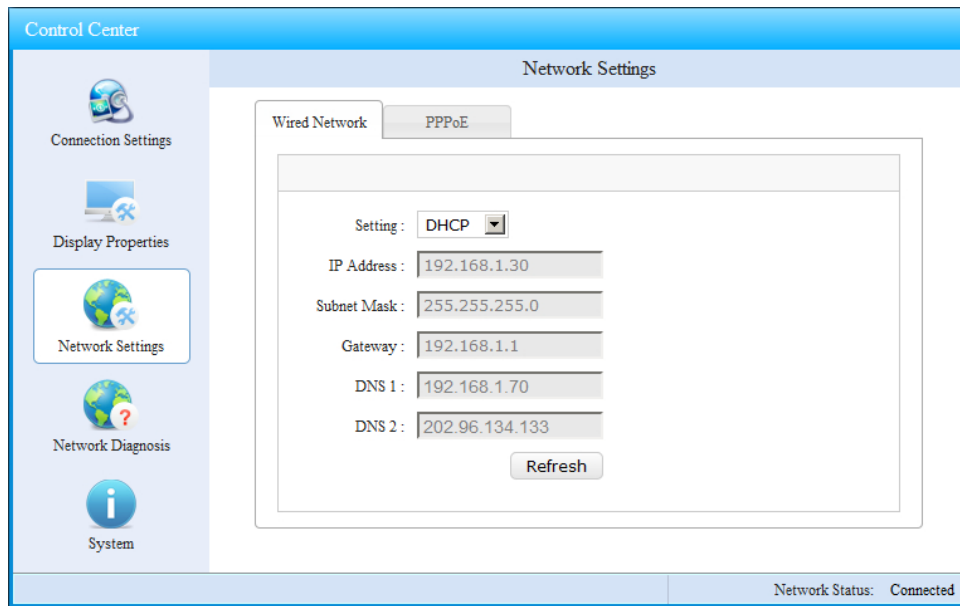 Control Center
Network Settings
Connection Settings
Display Properties
Network Settings
Network Diagnosis
System
Wired Network
PPPoE
Setting : DHCP
IP Address : 192.168.1.30
Subnet Mask : 255.255.255.0
Gateway : 192.168.1.1
DNS 1 : 192.168.1.70
DNS 2 : 202.96.134.133
Refresh
Network Status: Connected